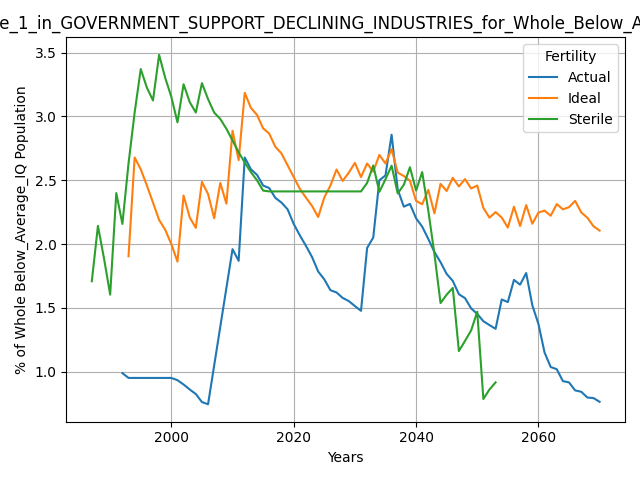 e_1_in_GOVERNMENT_SUPPORT_DECLINING_INDUSTRIES_for_Whole_Below_A
Fertility
Actual
Ideal
Sterile
% of Whole Below_Average_IQ Population
3.5
3.0
2.5
2.0
1.5
1.0
2000 2020 2040 2060
Years